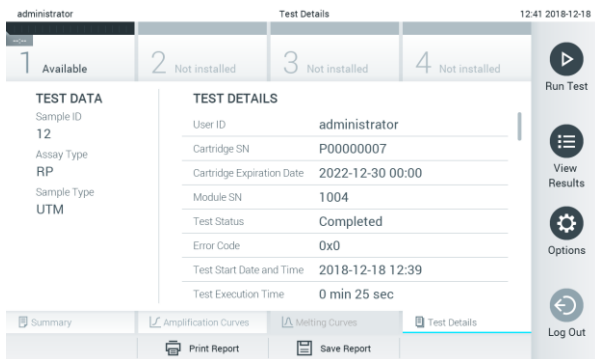 administrator Test Details 12:41 2018-12-18
1 Available 2 Not installed 3 Not installed 4 Not installed
Run Test
TEST DATA
Sample ID
12
Assay Type
RP
Sample Type
UTM
TEST DETAILS
User ID administrator
Cartridge SN P00000007
Cartridge Expiration Date 2022-12-30 00:00
Module SN 1004
Test Status Completed
Error Code 0x0
Test Start Date and Time 2018-12-18 12:39
Test Execution Time 0 min 25 sec
View
Results
Options
Log Out
Summary Amplification Curves Melting Curves Test Details
Print Report Save Report